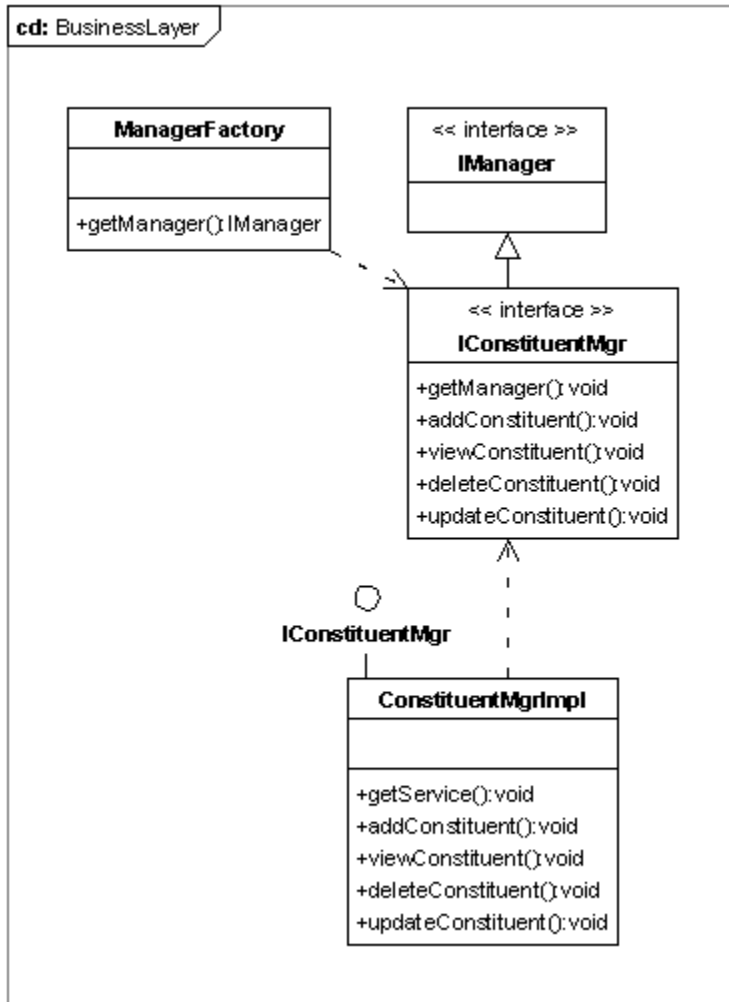 cd: BusinessLayer
ManagerFactory
+getManager():IManager
<< interface >>
IManager
<< interface >>
IConstituentMgr
+getManager():void
+addConstituent():void
+viewConstituent():void
+deleteConstituent():void
+updateConstituent():void
IConstituentMgr
ConstituentMgrImpl
+getService():void
+addConstituent():void
+viewConstituent():void
+deleteConstituent():void
+updateConstituent():void